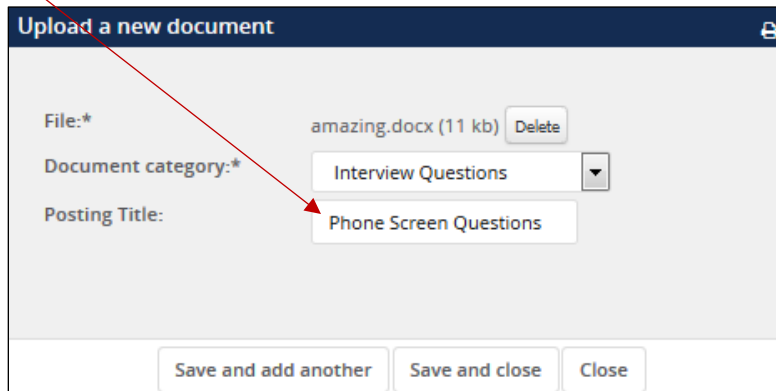 Upload a new document
File:* amazing.docx (11 kb) Delete
Document category:* Interview Questions
Posting Title: Phone Screen Questions
Save and add another Save and close Close